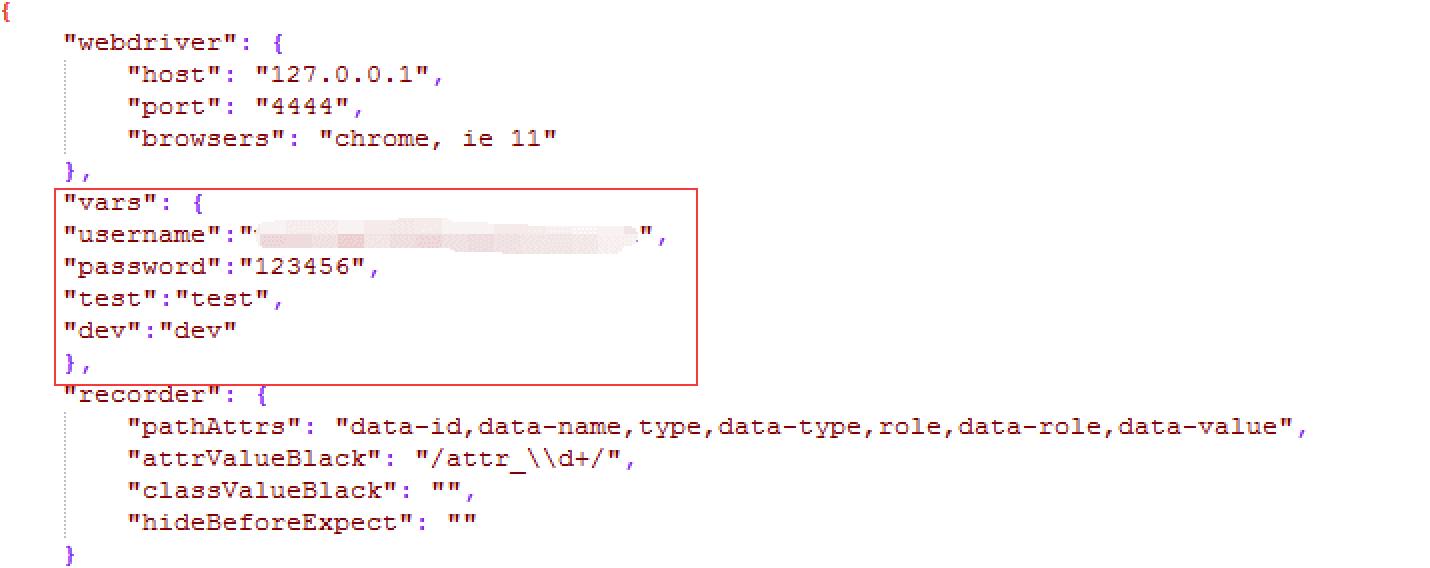 {
    "webdriver": {
        "host": "127.0.0.1",
        "port": "4444",
        "browsers": "chrome, ie 11"
    },
    "vars": {
    "username":"",
    "password":"123456",
    "test":"test",
    "dev":"dev"
    },
    "recorder": {
        "pathAttrs": "data-id,data-name,type,data-type,role,data-role,data-value",
        "attrValueBlack": "/attr_\\d+/",
        "classValueBlack": "",
        "hideBeforeExpect": ""
    }